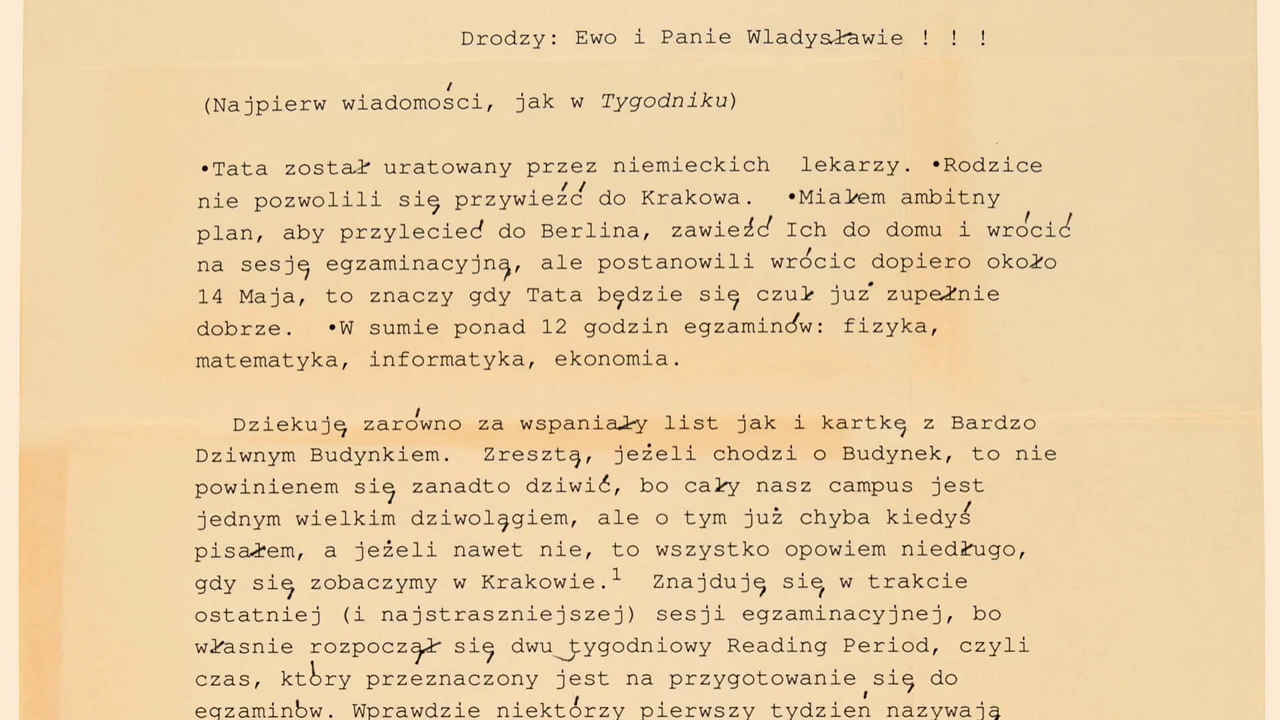 Drodzy: Ewo i Panie Wladysławie ! ! !
(Najpierw wiadomości, jak w Tygodniku)
•Tata został uratowany przez niemieckich lekarzy. •Rodzice
nie pozwolili się przywieźć do Krakowa. •Miałem ambitny
plan, aby przylecieć do Berlina, zawieźć Ich do domu i wrócić
na sesję egzaminacyjną, ale postanowili wrócic dopiero około
14 Maja, to znaczy gdy Tata będzie się czuł już zupełnie
dobrze. •W sumie ponad 12 godzin egzaminów: fizyka,
matematyka, informatyka, ekonomia.
Dziekuję zarówno za wspaniały list jak i kartkę z Bardzo
Dziwnym Budynkiem. Zresztą, jeżeli chodzi o Budynek, to nie
powinienem się zanadto dziwić, bo cały nasz campus jest
jednym wielkim dziwolągiem, ale o tym już chyba kiedyś
pisałem, a jeżeli nawet nie, to wszystko opowiem niedługo,
gdy się zobaczymy w Krakowie.¹ Znajduję się w trakcie
ostatniej (i najstraszniejszej) sesji egzaminacyjnej, bo
własnie rozpoczął się dwu tygodniowy Reading Period, czyli
czas, który przeznaczony jest na przygotowanie się do
egzaminów. Wprawdzie niektórzy pierwszy tydzień nazywają